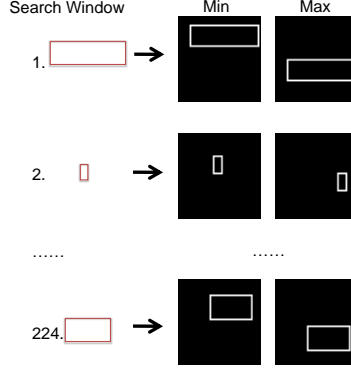 Search Window Min Max
1.
2.
...... ......
224.